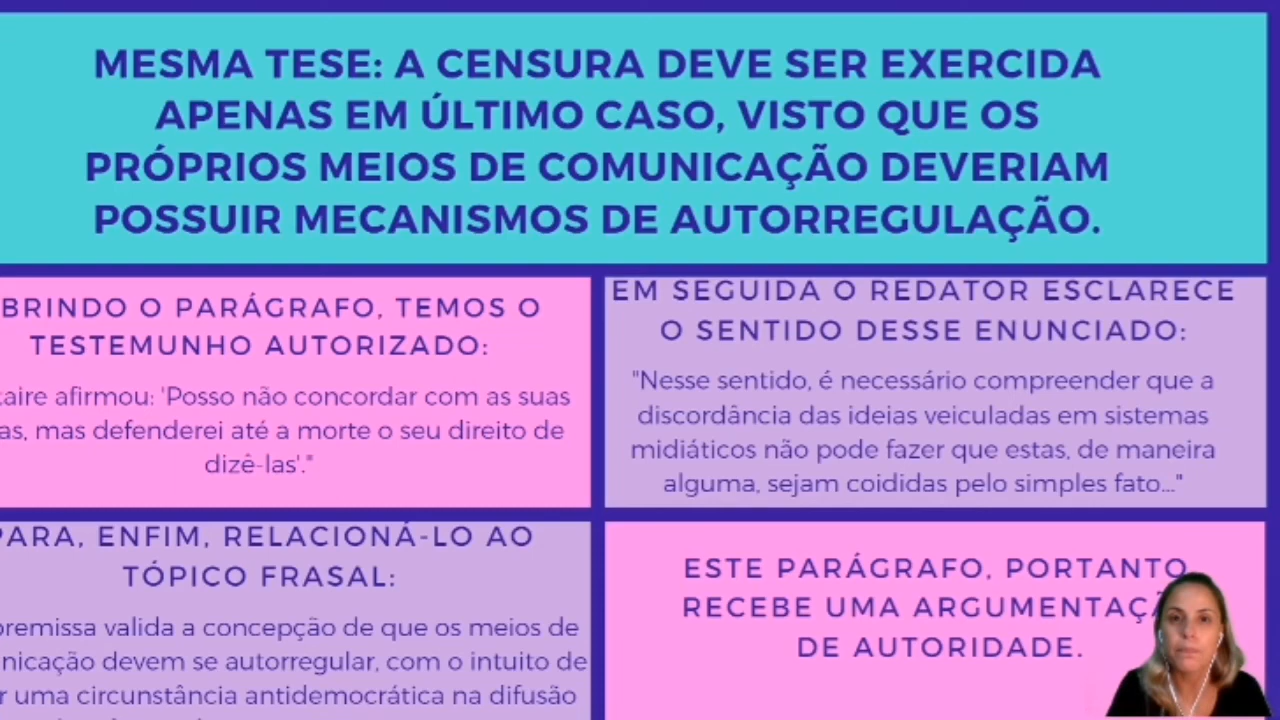 MESMA TESE: A CENSURA DEVE SER EXERCIDA
APENAS EM ÚLTIMO CASO, VISTO QUE OS
PRÓPRIOS MEIOS DE COMUNICAÇÃO DEVERIAM
POSSUIR MECANISMOS DE AUTORREGULAÇÃO.
BRINDO O PARÁGRAFO, TEMOS O
TESTEMUNHO AUTORIZADO:
taire afirmou: 'Posso não concordar com as suas
as, mas defenderei até a morte o seu direito de
dizê-las'."
EM SEGUIDA O REDATOR ESCLARECE
O SENTIDO DESSE ENUNCIADO:
"Nesse sentido, é necessário compreender que a
discordância das ideias veiculadas em sistemas
midiáticos não pode fazer que estas, de maneira
alguma, sejam coididas pelo simples fato..."
PARA, ENFIM, RELACIONÁ-LO AO
TÓPICO FRASAL:
premissa valida a concepção de que os meios de
nicação devem se autorregular, com o intuito de
r uma circunstância antidemocrática na difusão
ESTE PARÁGRAFO, PORTANTO,
RECEBE UMA ARGUMENTAÇÃ
DE AUTORIDADE.